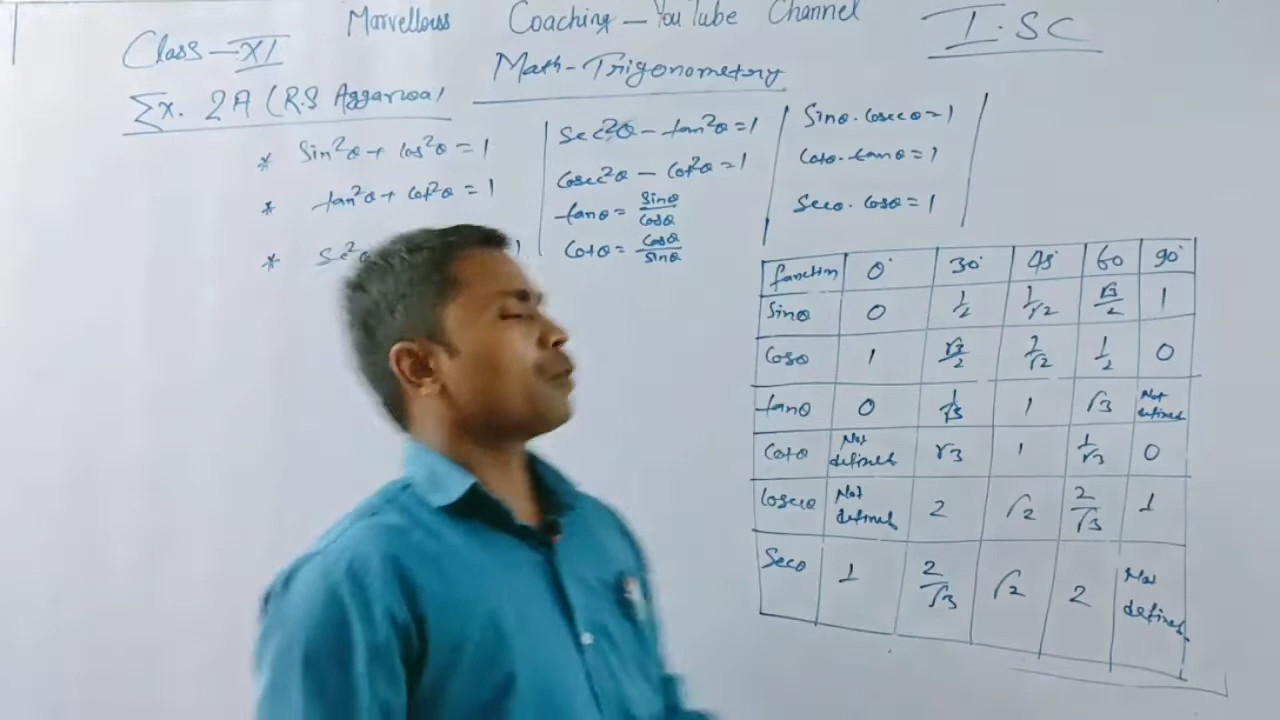 Marvellous Coaching – YouTube Channel
Class – XI
I.SC
Math – Trigonometry
Ex. 2A (R.S Aggarwal
* Sin²θ + Cos²θ = 1
* tan²θ + Cot²θ = 1
* Sec²θ
Sec²θ – tan²θ = 1
Cosec²θ – Cot²θ = 1
tanθ = sinθ/cosθ
Cotθ = Cosθ/sinθ
Sinθ . Cosecθ = 1
Cotθ . tanθ = 1
Secθ . Cosθ = 1
function 0° 30° 45° 60 90°
Sinθ 0 1/2 1/√2 √3/2 1
Cosθ 1 √3/2 1/√2 1/2 0
tanθ 0 1/√3 1 √3 Not defined
Cotθ Not defined √3 1 1/√3 0
Cosecθ Not defined 2 √2 2/√3 1
Secθ 1 2/√3 √2 2 Not defined